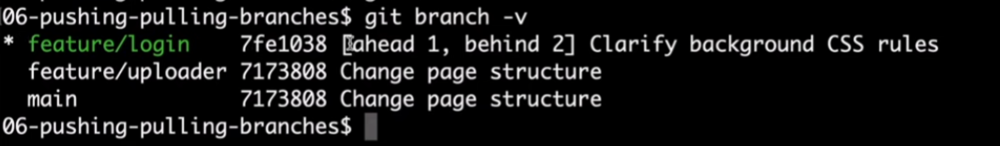 06-pushing-pulling-branches$ git branch -v
* feature/login    7fe1038 [ahead 1, behind 2] Clarify background CSS rules
  feature/uploader 7173808 Change page structure
  main             7173808 Change page structure
06-pushing-pulling-branches$